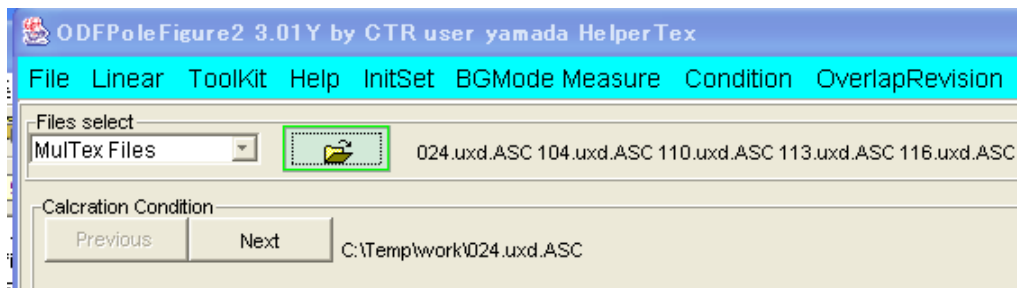 ODFPoleFigure2 3.01Y by CTR user yamada HelperTex
File Linear ToolKit Help InitSet BGMode Measure Condition OverlapRevision
Files select
MulTex Files 024.uxd.ASC 104.uxd.ASC 110.uxd.ASC 113.uxd.ASC 116.uxd.ASC
Calcration Condition
Previous Next C:\Temp\work\024.uxd.ASC